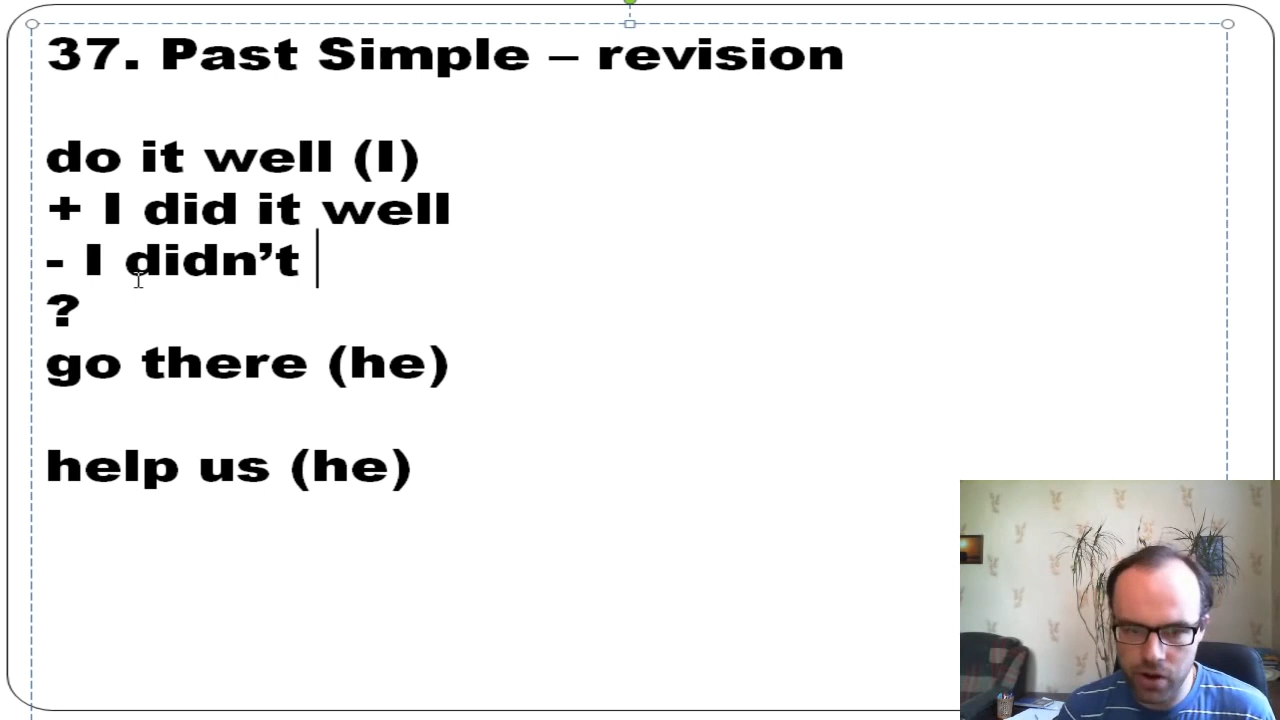 37. Past Simple – revision
do it well (I)
+ I did it well
- I didn’t
?
go there (he)
help us (he)